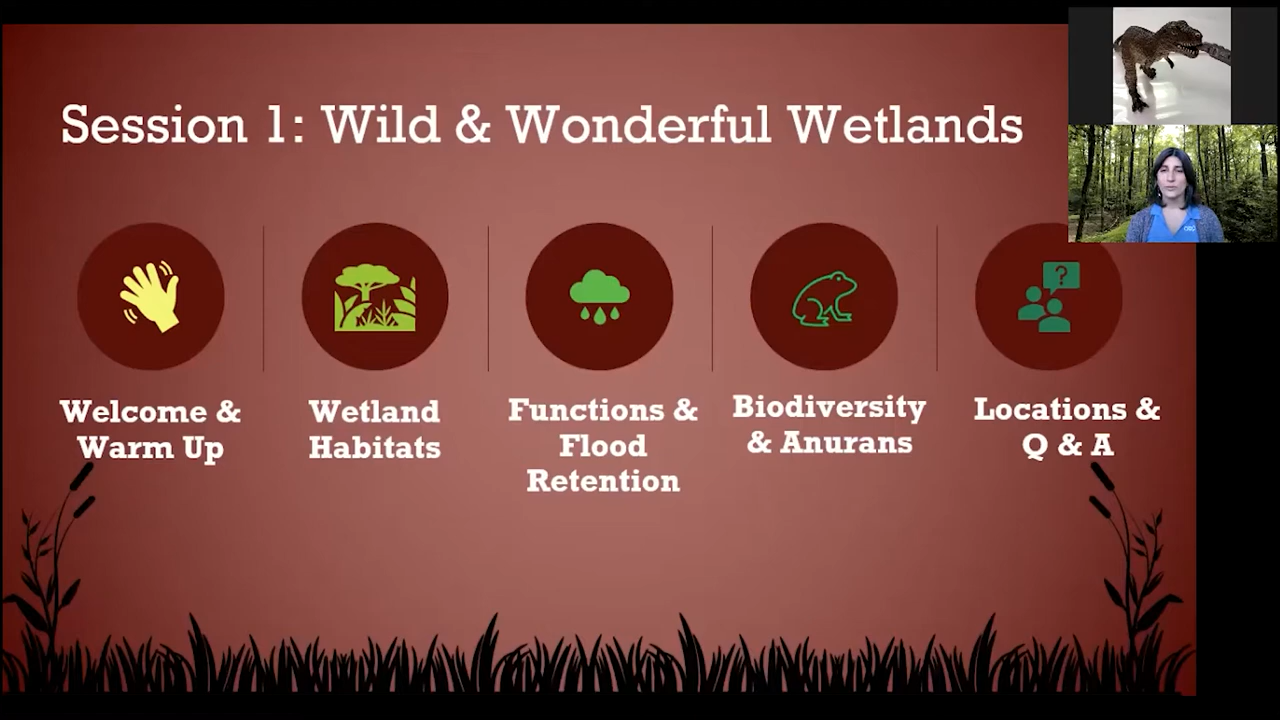 Session 1: Wild & Wonderful Wetlands
?
Welcome &
Warm Up
Wetland
Habitats
Functions &
Flood
Retention
Biodiversity
& Anurans
Locations &
Q & A